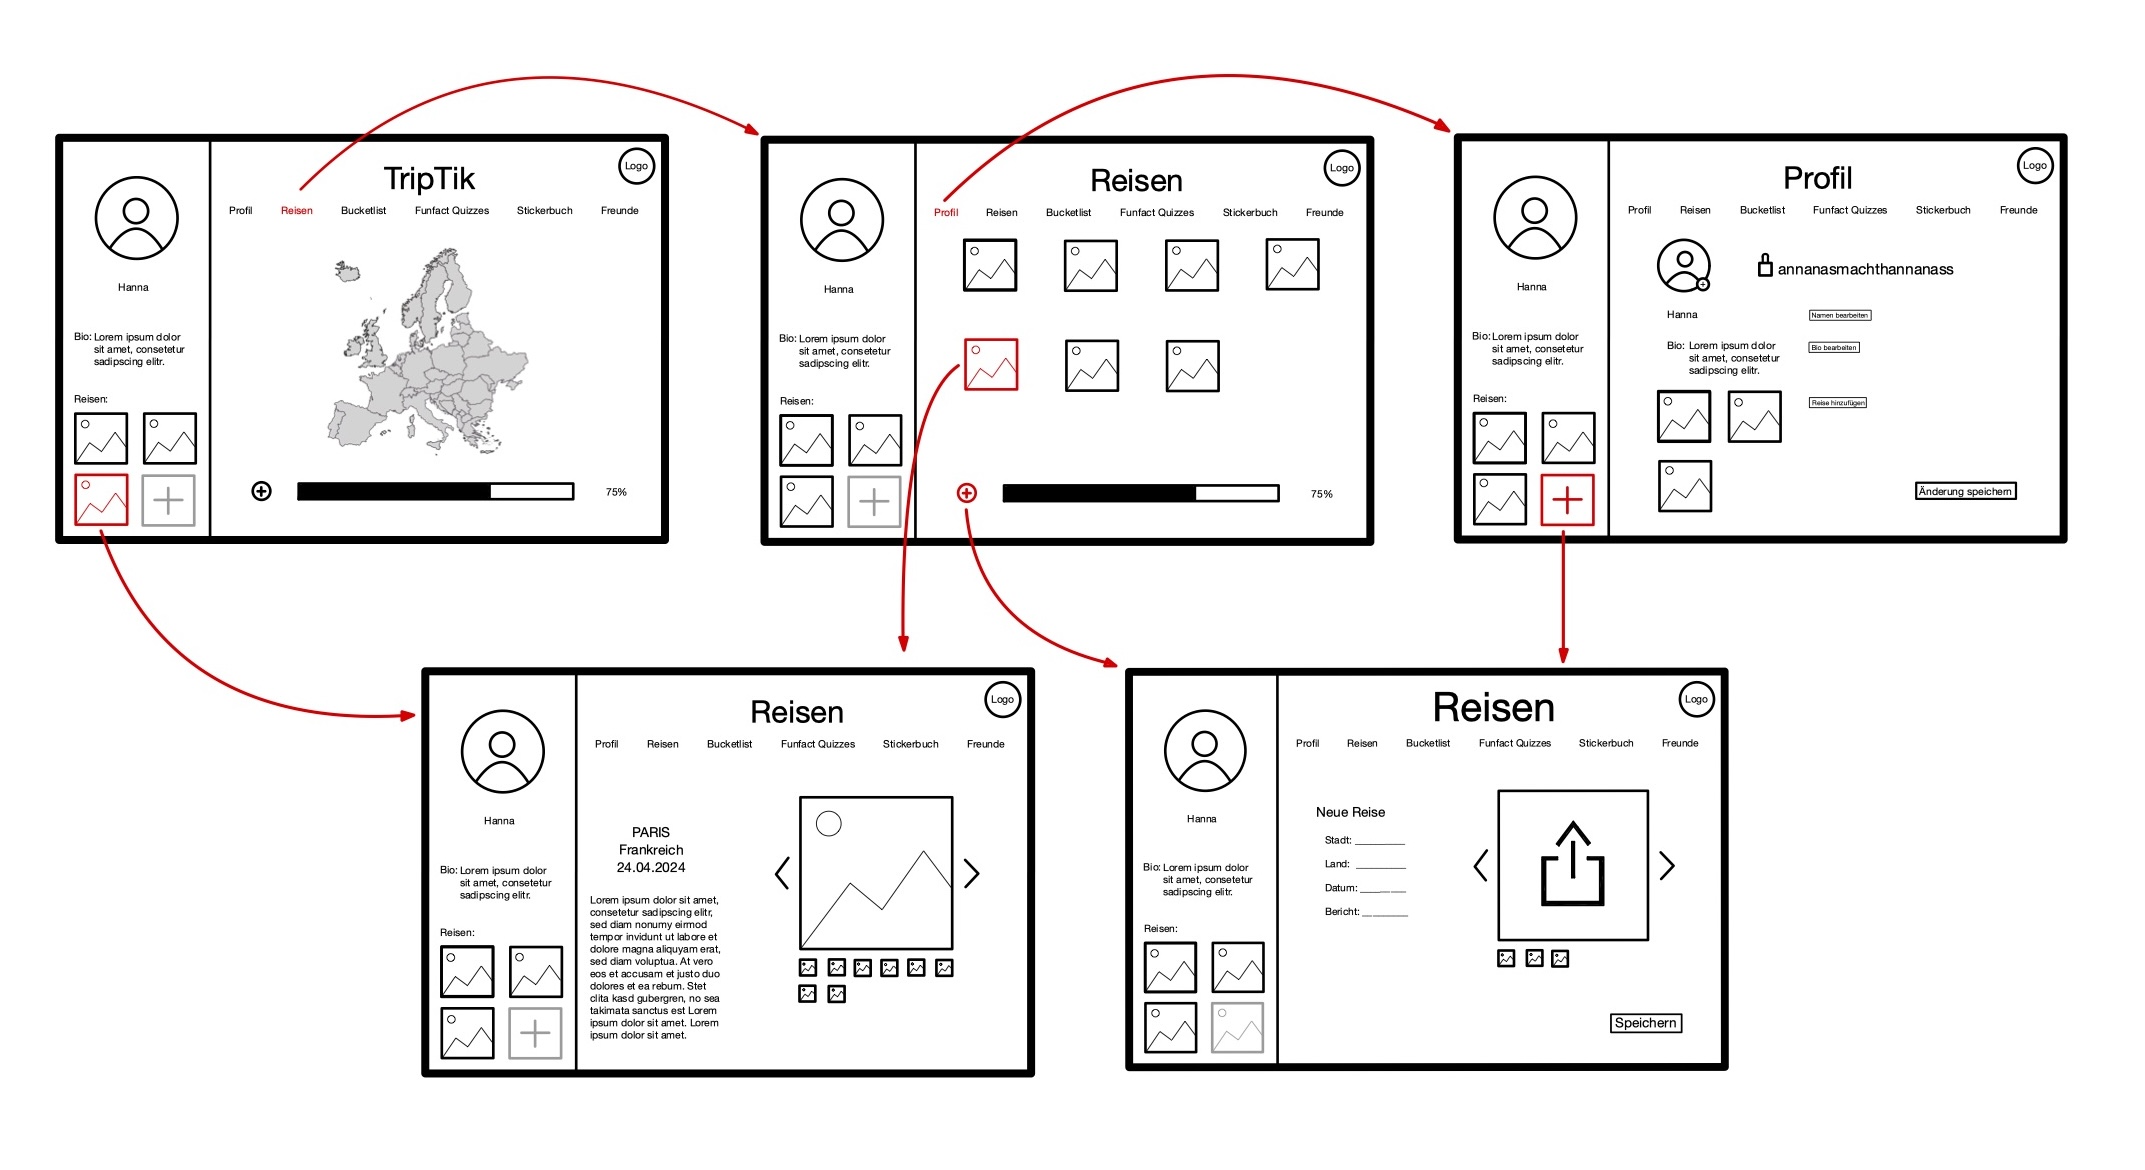 TripTik
Logo
Profil Reisen Bucketlist Funfact Quizzes Stickerbuch Freunde
Hanna
Bio: Lorem ipsum dolor
sit amet, consetetur
sadipscing elitr.
Reisen:
75%
Reisen
Logo
Profil Reisen Bucketlist Funfact Quizzes Stickerbuch Freunde
Hanna
Bio: Lorem ipsum dolor
sit amet, consetetur
sadipscing elitr.
Reisen:
75%
Profil
Logo
Profil Reisen Bucketlist Funfact Quizzes Stickerbuch Freunde
Hanna
Bio: Lorem ipsum dolor
sit amet, consetetur
sadipscing elitr.
Reisen:
annanasmachthannanass
Hanna
Namen bearbeiten
Bio: Lorem ipsum dolor
sit amet, consetetur
sadipscing elitr.
Bio bearbeiten
Reise hinzufügen
Änderung speichern
Reisen
Logo
Profil Reisen Bucketlist Funfact Quizzes Stickerbuch Freunde
Hanna
Bio: Lorem ipsum dolor
sit amet, consetetur
sadipscing elitr.
Reisen:
PARIS
Frankreich
24.04.2024
Lorem ipsum dolor sit amet,
consetetur sadipscing elitr,
sed diam nonumy eirmod
tempor invidunt ut labore et
dolore magna aliquyam erat,
sed diam voluptua. At vero
eos et accusam et justo duo
dolores et ea rebum. Stet
clita kasd gubergren, no sea
takimata sanctus est Lorem
ipsum dolor sit amet. Lorem
ipsum dolor sit amet.
Reisen
Logo
Profil Reisen Bucketlist Funfact Quizzes Stickerbuch Freunde
Hanna
Bio: Lorem ipsum dolor
sit amet, consetetur
sadipscing elitr.
Reisen:
Neue Reise
Stadt: _________
Land: _________
Datum: ________
Bericht: ________
Speichern